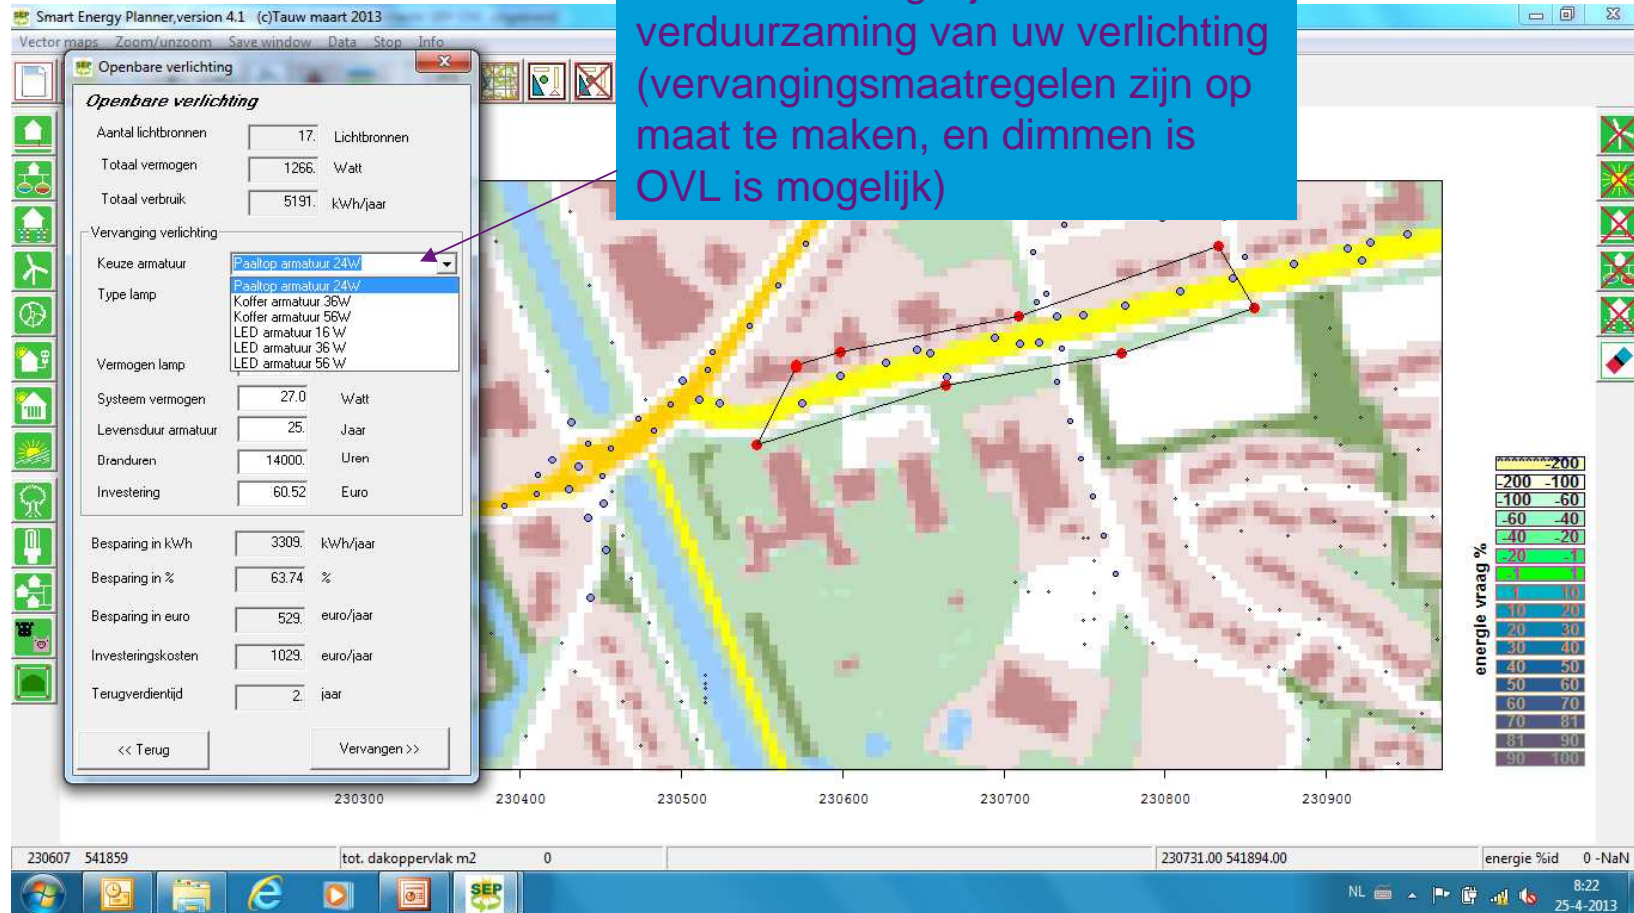 Smart Energy Planner,version 4.1 (c)Tauw maart 2013
Vector maps Zoom/unzoom Save window Data Stop Info
verduurzaming van uw verlichting
(vervangingsmaatregelen zijn op
maat te maken, en dimmen is
OVL is mogelijk)
SEP Openbare verlichting
Openbare verlichting
Aantal lichtbronnen 17. Lichtbronnen
Totaal vermogen 1266. Watt
Totaal verbruik 5191. kWh/jaar
Vervanging verlichting
Keuze armatuur Paaltop armatuur 24W
Paaltop armatuur 24W
Type lamp
Koffer armatuur 36W
Koffer armatuur 56W
LED armatuur 16 W
LED armatuur 36 W
LED armatuur 56 W
Vermogen lamp
Systeem vermogen 27.0 Watt
Levensduur armatuur 25. Jaar
Branduren 14000. Uren
Investering 60.52 Euro
Besparing in kWh 3309. kWh/jaar
Besparing in % 63.74 %
Besparing in euro 529. euro/jaar
Investeringskosten 1029. euro/jaar
Terugverdientijd 2. jaar
<< Terug Vervangen >>
energie vraag %
-200
-200 -100
-100 -60
-60 -40
-40 -20
-20 -1
-1 1
1 10
10 20
20 30
30 40
40 50
50 60
60 70
70 81
81 90
90 100
230300 230400 230500 230600 230700 230800 230900
230607 541859 tot. dakoppervlak m2 0 230731.00 541894.00 energie %id 0 -NaN
SEP
NL 8:22
25-4-2013